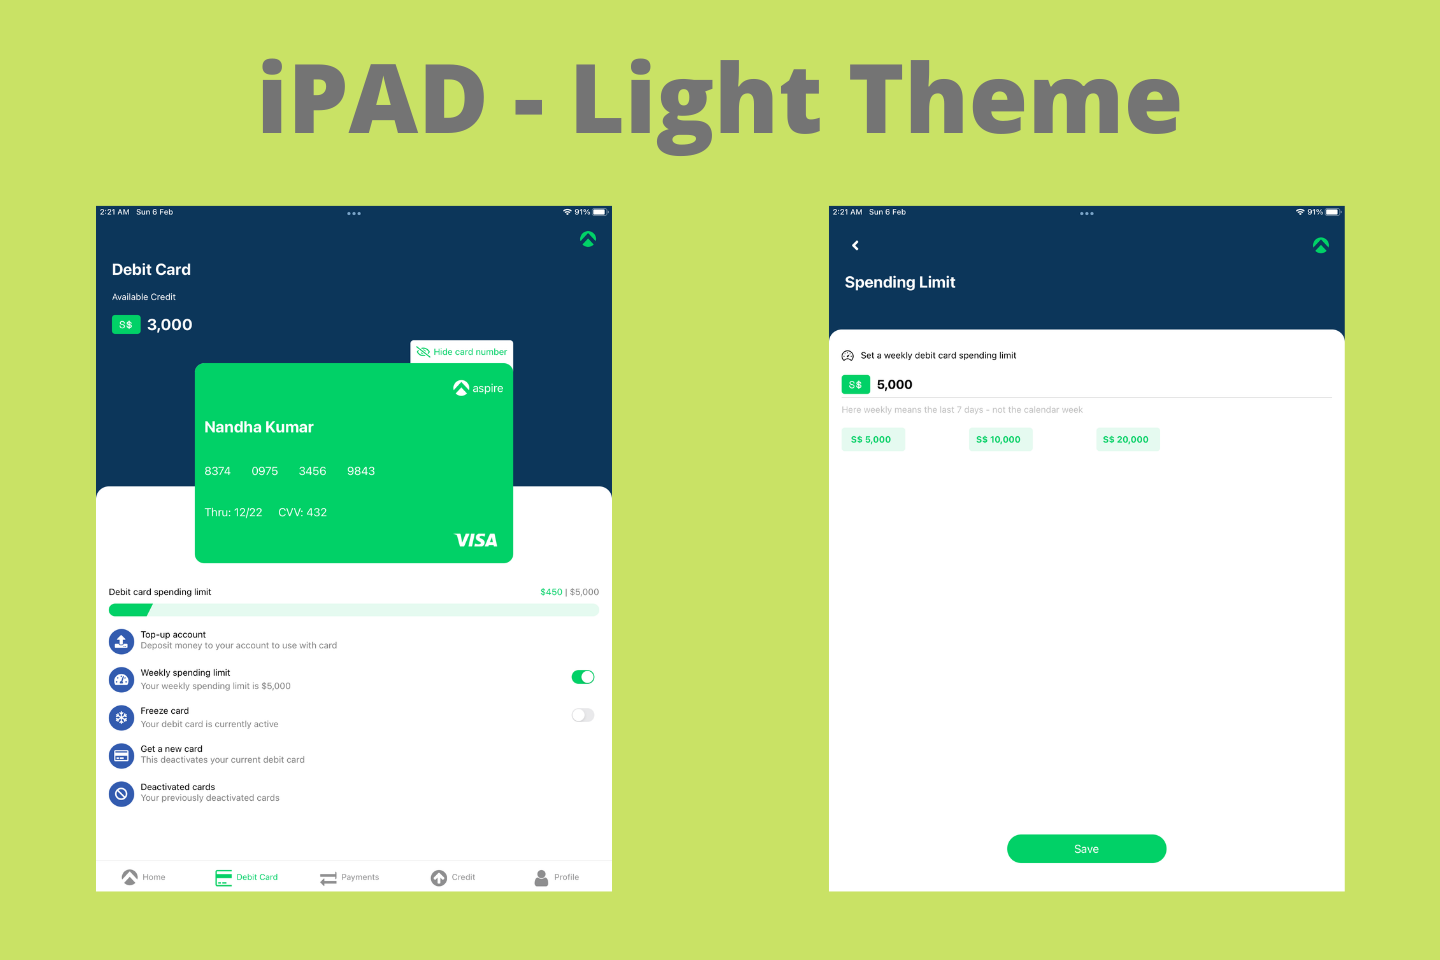 iPAD - Light Theme
2:21 AM Sun 6 Feb
91%
Debit Card
Available Credit
S$ 3,000
Hide card number
aspire
Nandha Kumar
8374 0975 3456 9843
Thru: 12/22 CVV: 432
VISA
Debit card spending limit
$450 | $5,000
Top-up account
Deposit money to your account to use with card
Weekly spending limit
Your weekly spending limit is $5,000
Freeze card
Your debit card is currently active
Get a new card
This deactivates your current debit card
Deactivated cards
Your previously deactivated cards
Home
Debit Card
Payments
Credit
Profile
2:21 AM Sun 6 Feb
91%
Spending Limit
Set a weekly debit card spending limit
S$ 5,000
Here weekly means the last 7 days - not the calendar week
S$ 5,000
S$ 10,000
S$ 20,000
Save